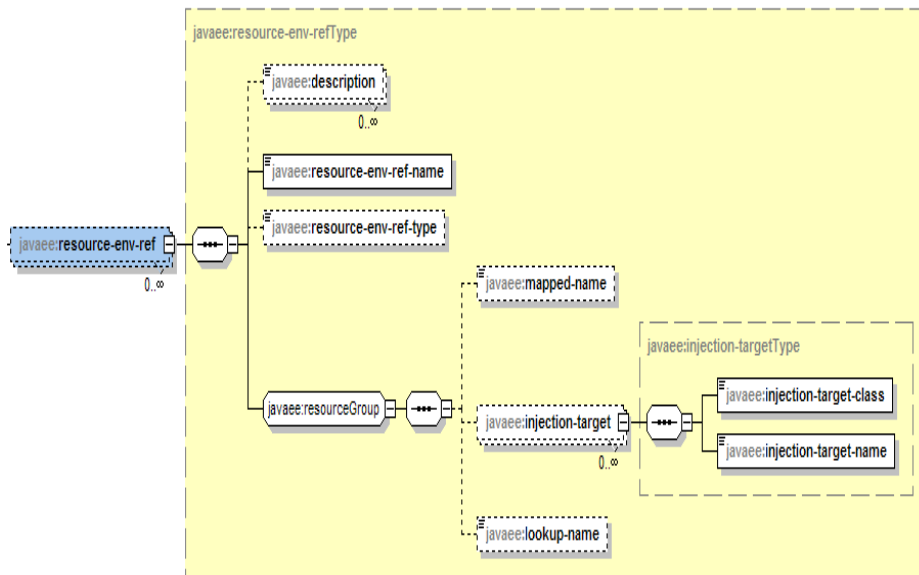 javaee:resource-env-refType
javaee:description
0..∞
javaee:resource-env-ref-name
javaee:resource-env-ref-type
javaee:resource-env-ref
0..∞
javaee:mapped-name
javaee:injection-targetType
javaee:injection-target-class
javaee:resourceGroup
javaee:injection-target
0..∞
javaee:injection-target-name
javaee:lookup-name